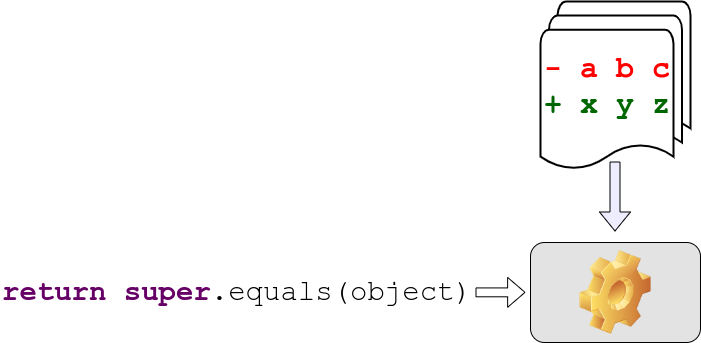 - a b c
+ x y z
return super.equals(object)